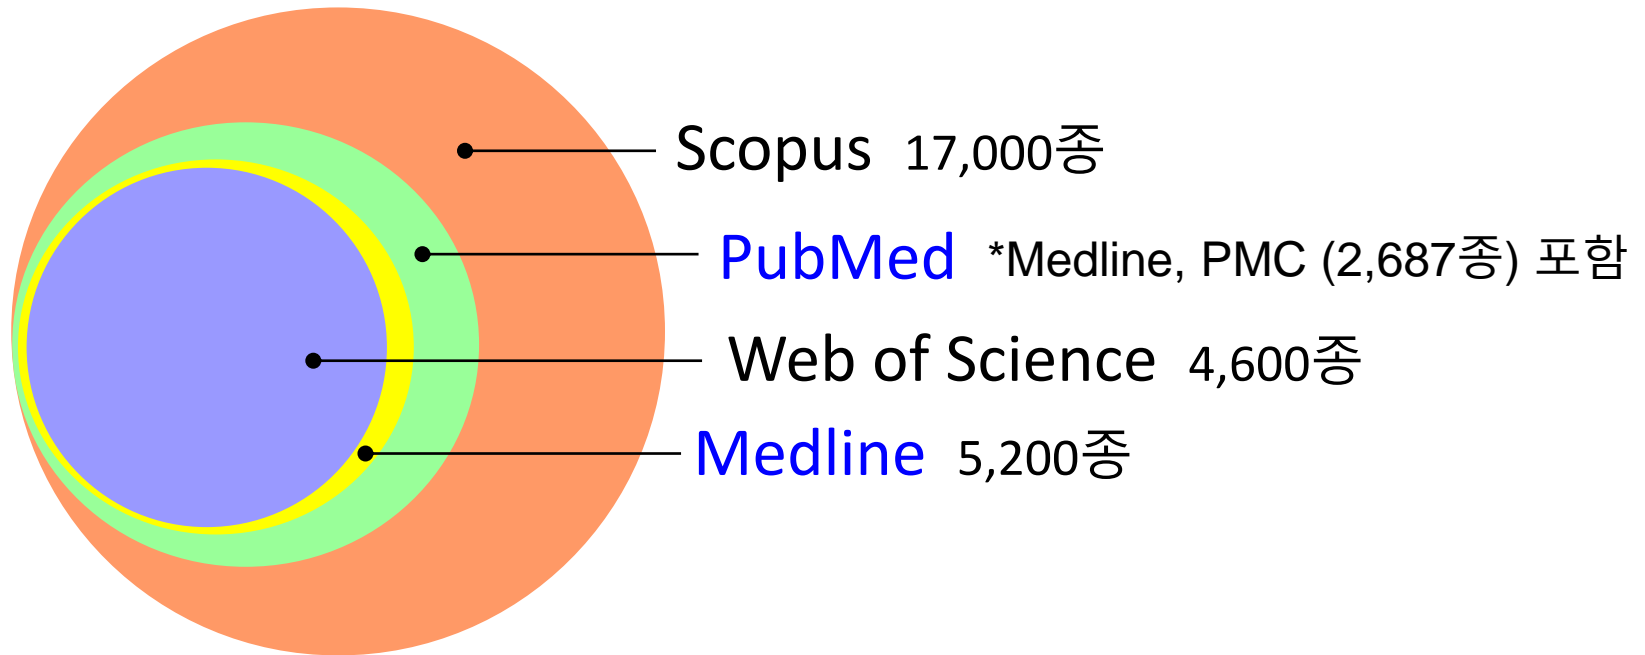 Scopus 17,000종
PubMed *Medline, PMC (2,687종) 포함
Web of Science 4,600종
Medline 5,200종